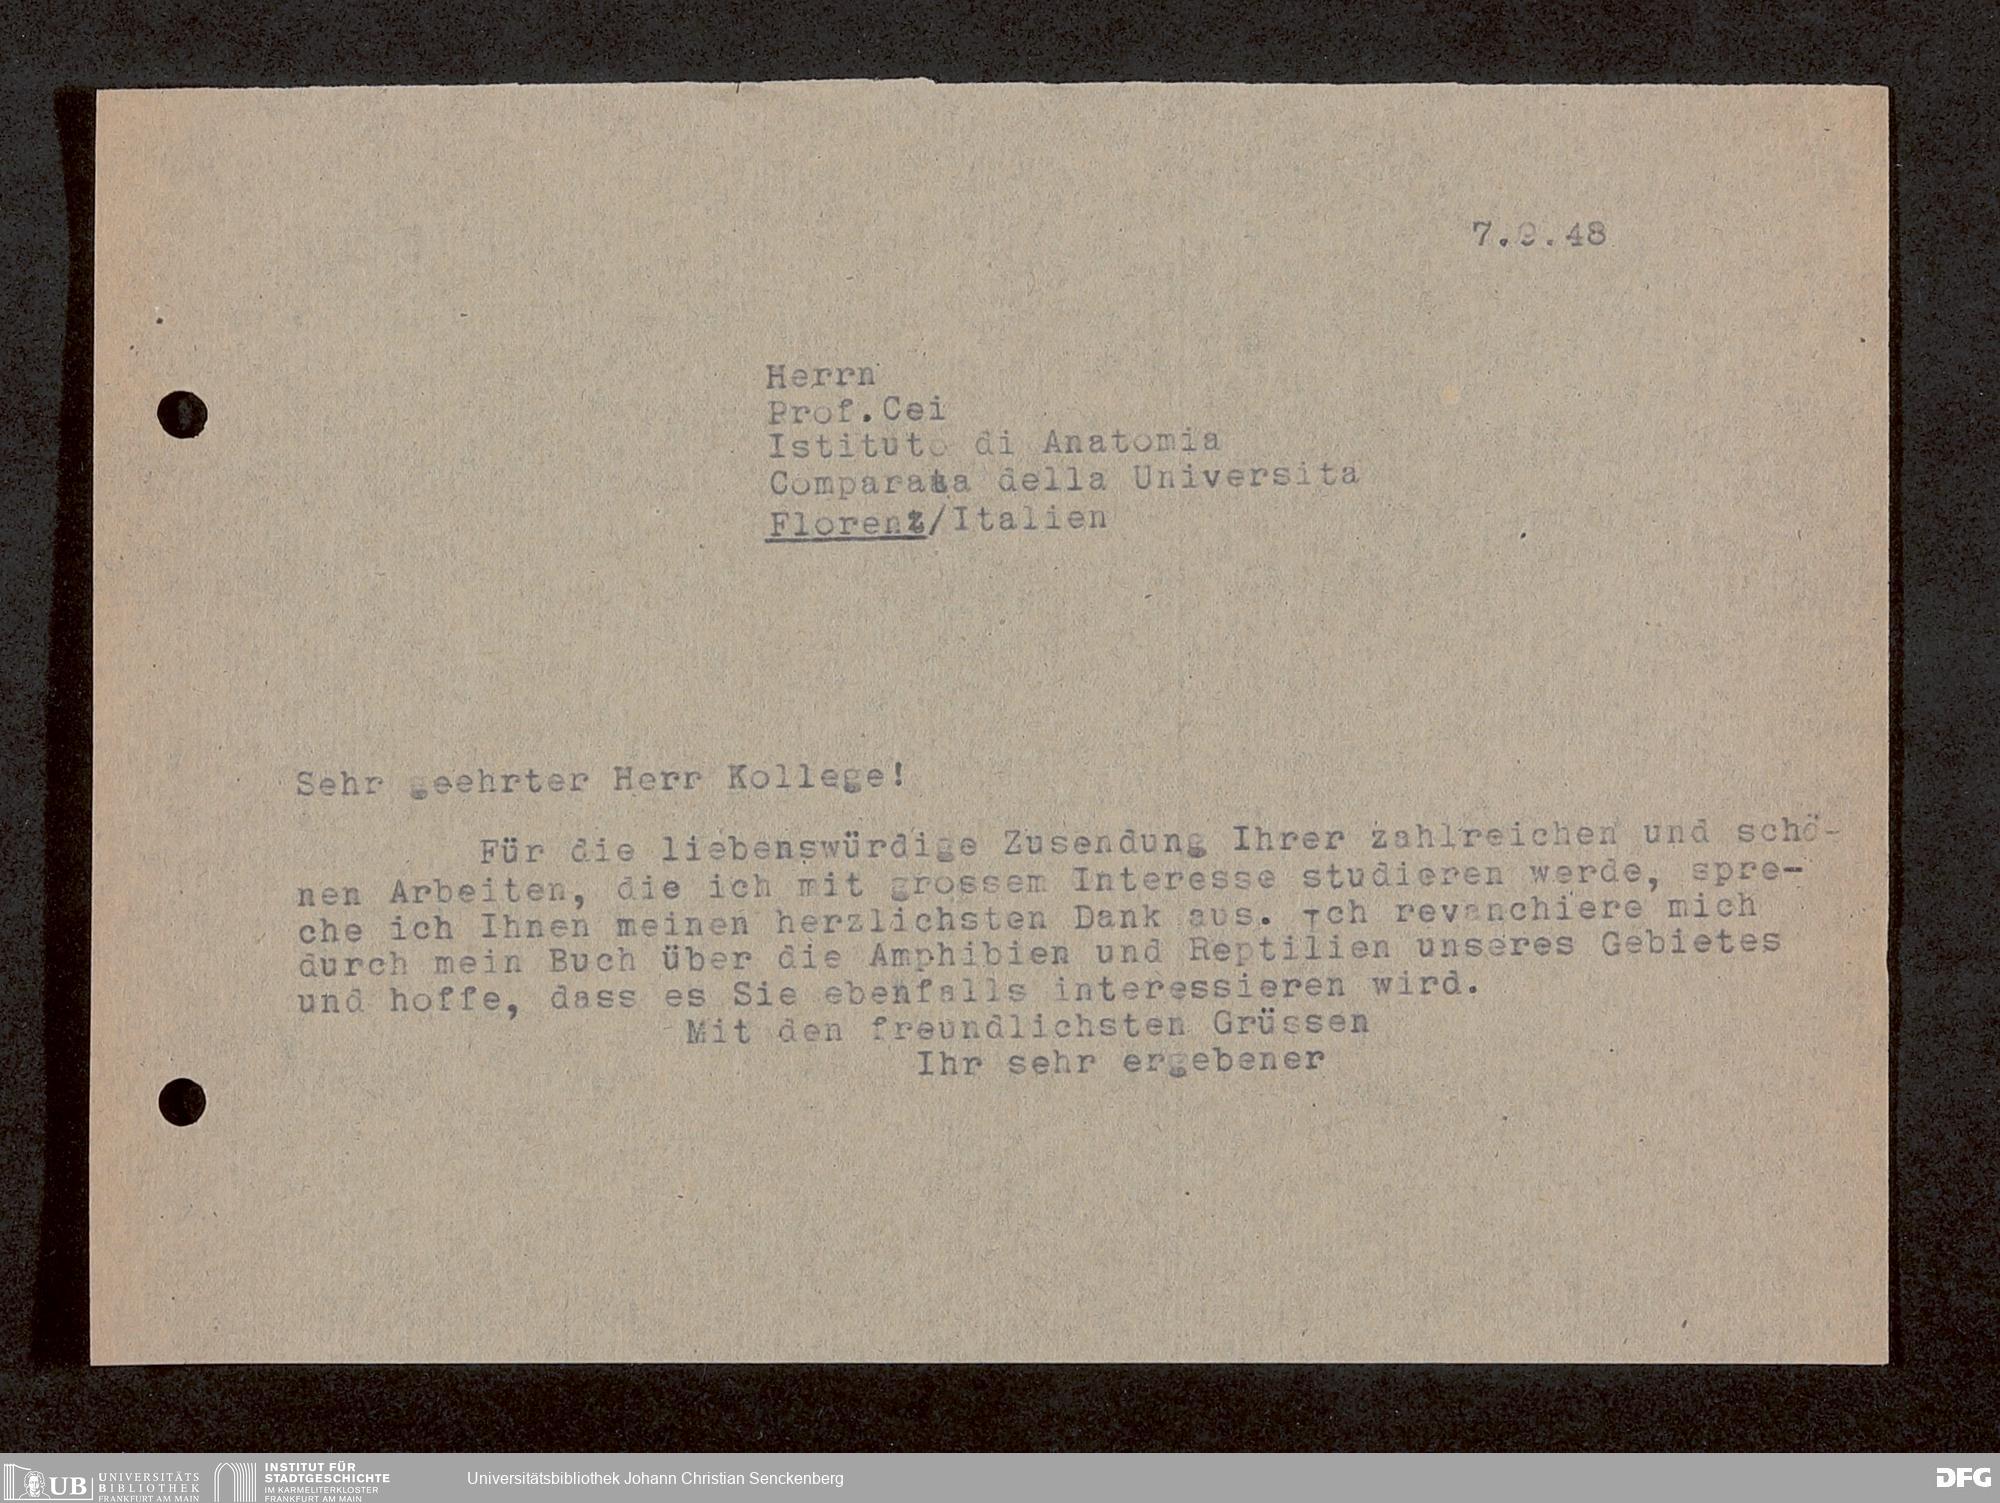 7.9.48
Herrn
Prof.Cei
Istituto di Anatomia
Comparata della Universita
Florenz/Italien
Sehr geehrter Herr Kollege!
Für die liebenswürdige Zusendung Ihrer zahlreichen und schö-
nen Arbeiten, die ich mit grossem Interesse studieren werde, spre-
che ich Ihnen meinen herzlichsten Dank aus. Ich revanchiere mich
durch mein Buch über die Amphibien und Reptilien unseres Gebietes
und hoffe, dass es Sie ebenfalls interessieren wird.
Mit den freundlichsten Grüssen
Ihr sehr ergebener
UB UNIVERSITÄTS
BIBLIOTHEK
FRANKFURT AM MAIN
INSTITUT FÜR
STADTGESCHICHTE
IM KARMELITERKLOSTER
FRANKFURT AM MAIN
Universitätsbibliothek Johann Christian Senckenberg
DFG